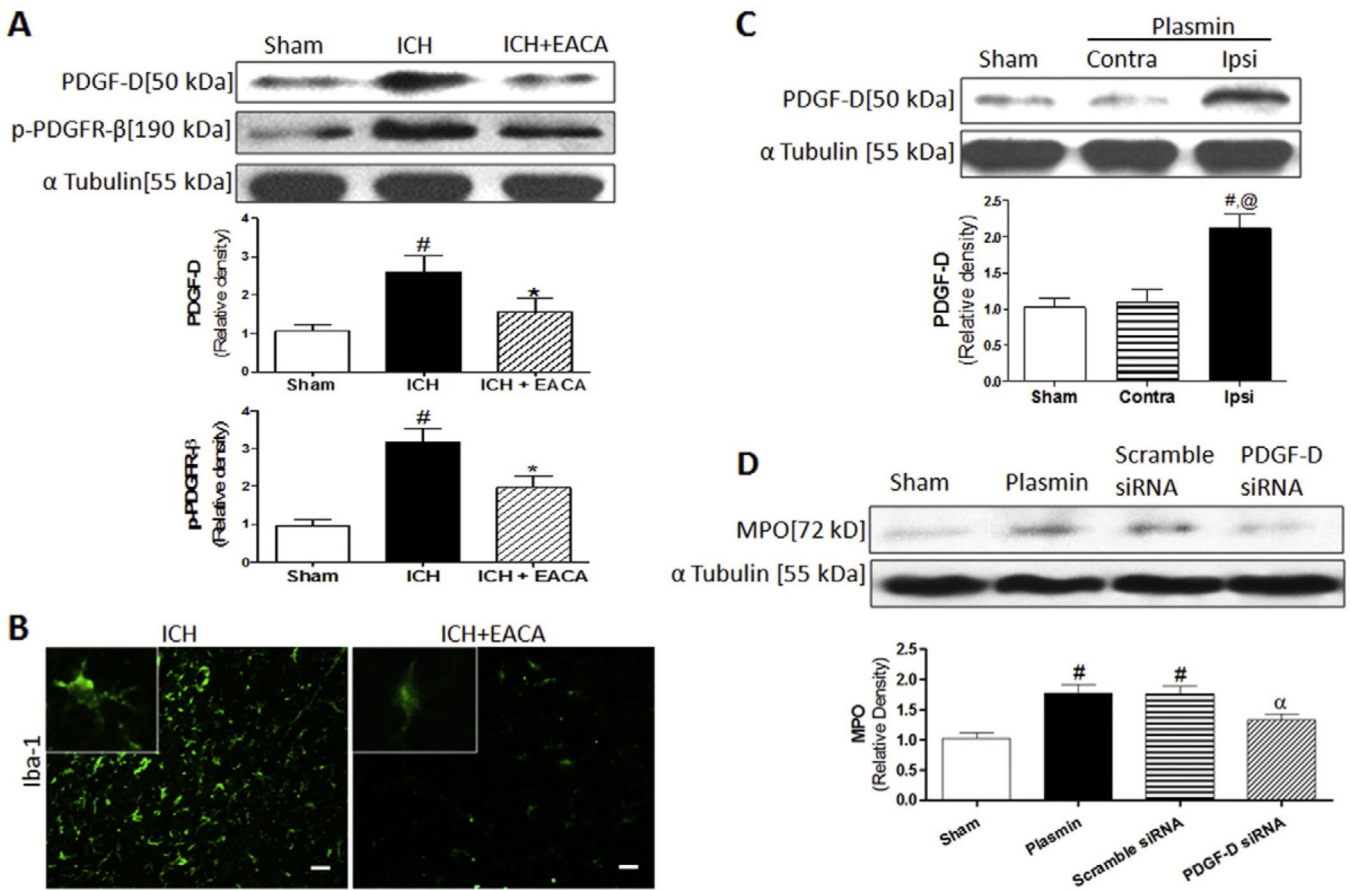 A
Sham ICH ICH+EACA
PDGF-D[50 kDa]
p-PDGFR-β[190 kDa]
α Tubulin[55 kDa]
PDGF-D
(Relative density)
4
3
2
1
0
#
*
Sham ICH ICH + EACA
p-PDGFR-β
(Relative density)
4
3
2
1
0
#
*
Sham ICH ICH + EACA
B
ICH ICH+EACA
Iba-1
C
Plasmin
Sham Contra Ipsi
PDGF-D[50 kDa]
α Tubulin [55 kDa]
PDGF-D
(Relative density)
2.5
2.0
1.5
1.0
0.5
0.0
#,@
Sham Contra Ipsi
D
Sham Plasmin Scramble siRNA PDGF-D siRNA
MPO[72 kD]
α Tubulin [55 kDa]
MPO
(Relative Density)
2.5
2.0
1.5
1.0
0.5
0.0
# # α
Sham Plasmin Scramble siRNA PDGF-D siRNA